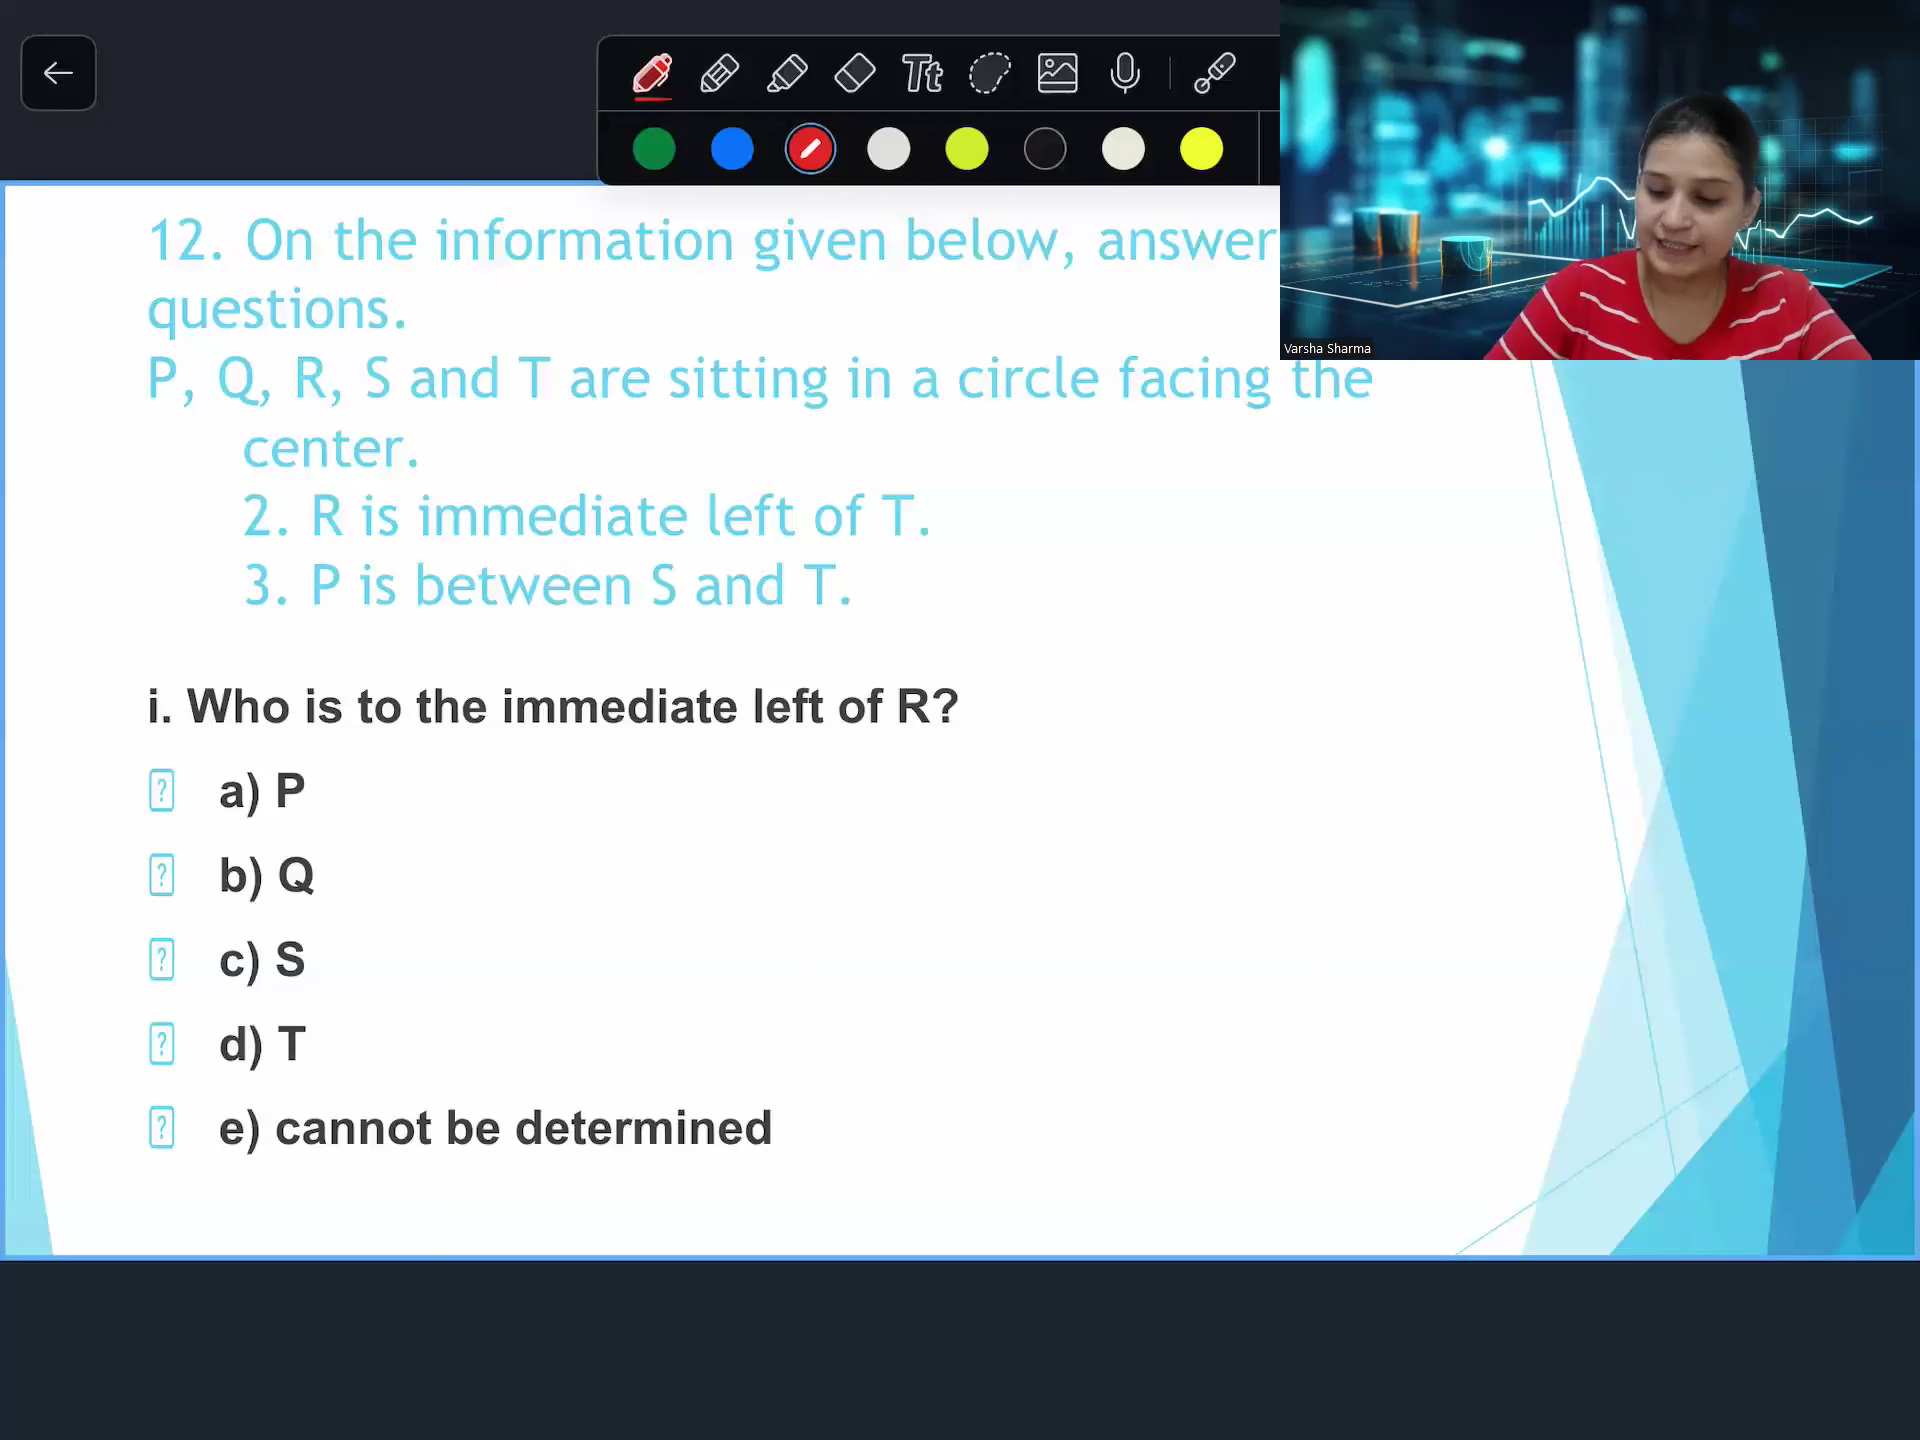 Tt
12. On the information given below, answer
questions.
P, Q, R, S and T are sitting in a circle facing the
center.
2. R is immediate left of T.
3. P is between S and T.
i. Who is to the immediate left of R?
a) P
b) Q
c) S
d) T
e) cannot be determined
Varsha Sharma